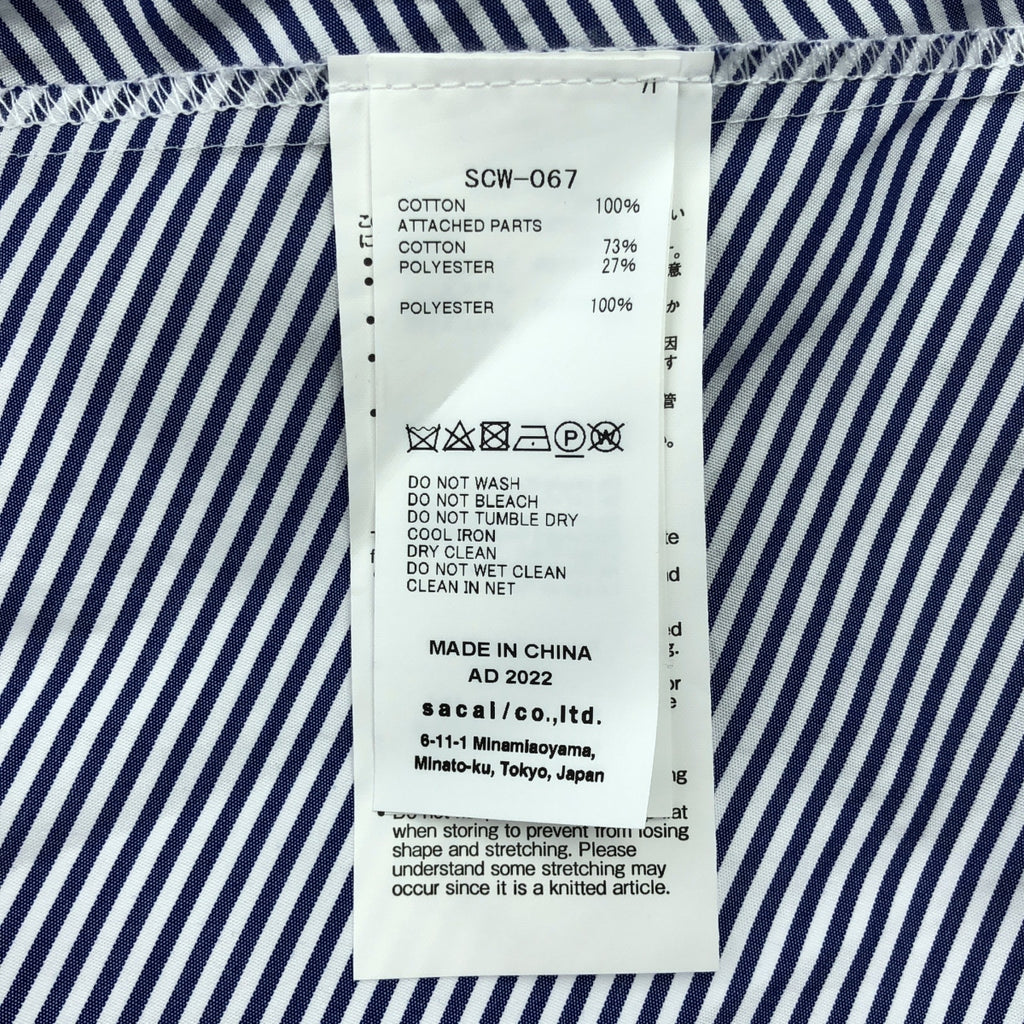 SCW-067
COTTON 100%
ATTACHED PARTS
COTTON 73%
POLYESTER 27%
POLYESTER 100%
P
W
DO NOT WASH
DO NOT BLEACH
DO NOT TUMBLE DRY
COOL IRON
DRY CLEAN
DO NOT WET CLEAN
CLEAN IN NET
MADE IN CHINA
AD 2022
sacai/co.,ltd.
6-11-1 Minamiaoyama,
Minato-ku, Tokyo, Japan
when storing to prevent from losing
shape and stretching. Please
understand some stretching may
occur since it is a knitted article.